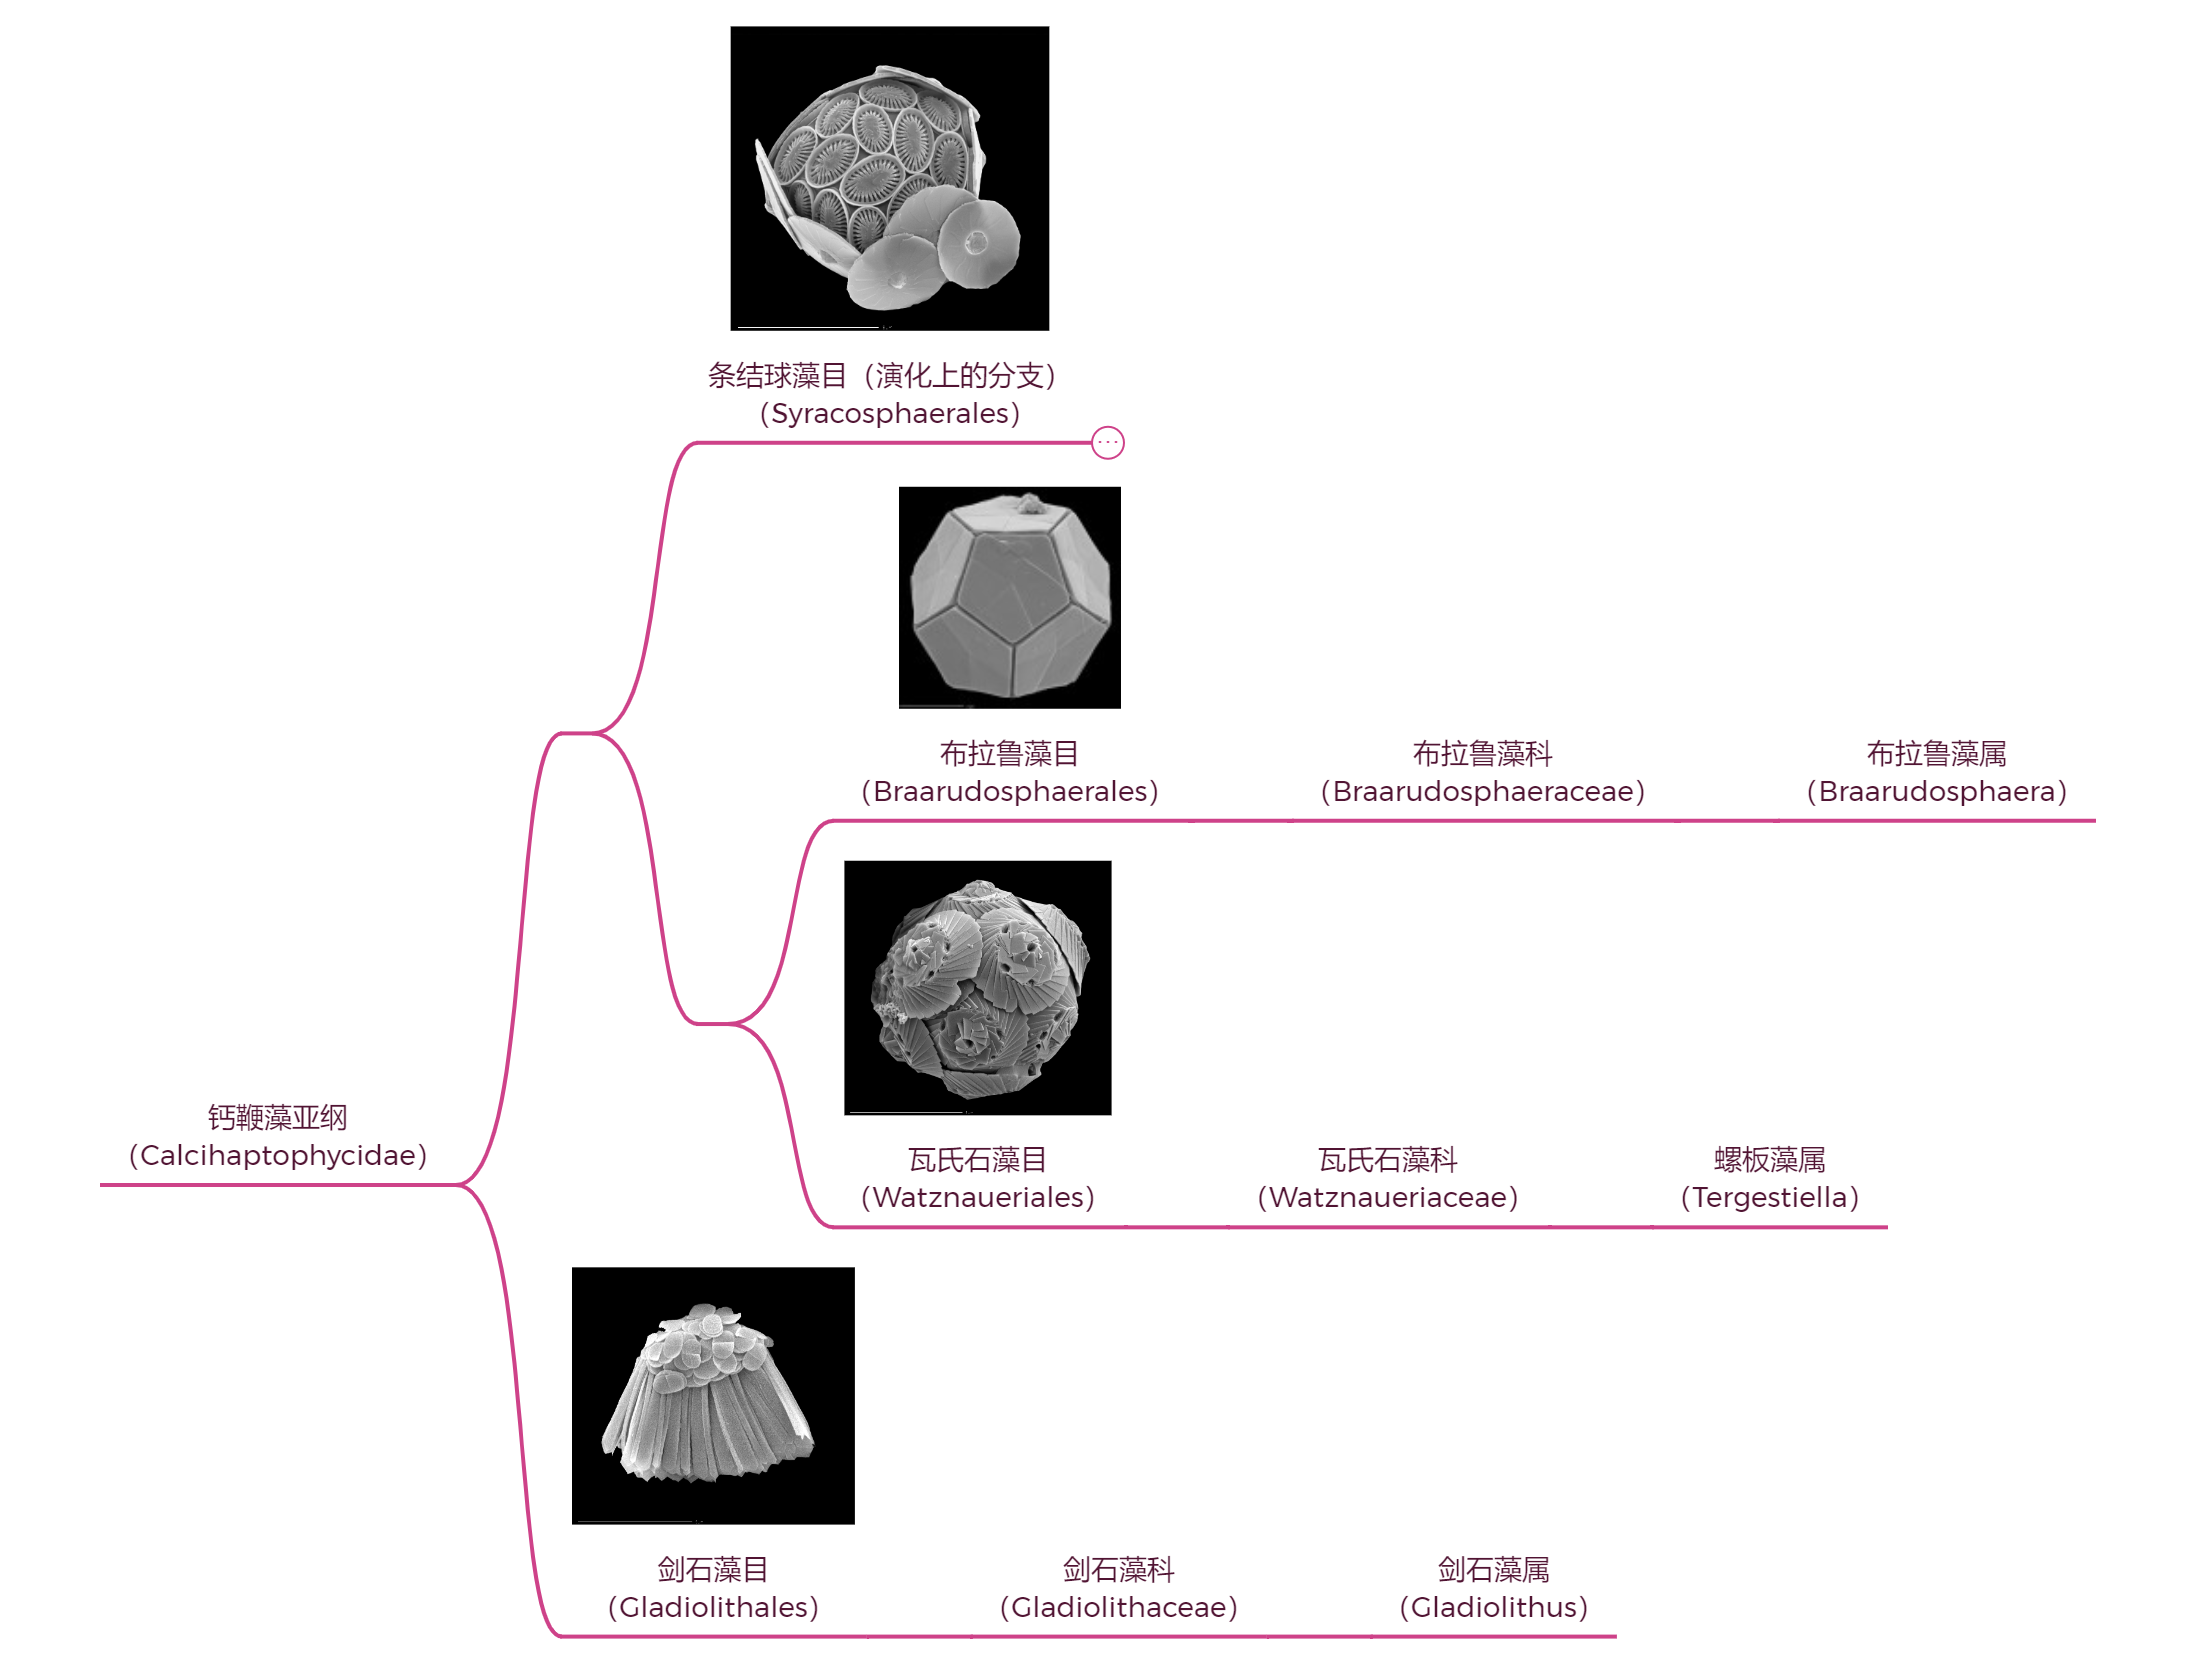 条结球藻目（演化上的分支）
（Syracosphaerales）
布拉鲁藻目
（Braarudosphaerales）
布拉鲁藻科
（Braarudosphaeraceae）
布拉鲁藻属
（Braarudosphaera）
钙鞭藻亚纲
（Calcihaptophycidae）
瓦氏石藻目
（Watznaueriales）
瓦氏石藻科
（Watznaueriaceae）
螺板藻属
（Tergestiella）
剑石藻目
（Gladiolithales）
剑石藻科
（Gladiolithaceae）
剑石藻属
（Gladiolithus）